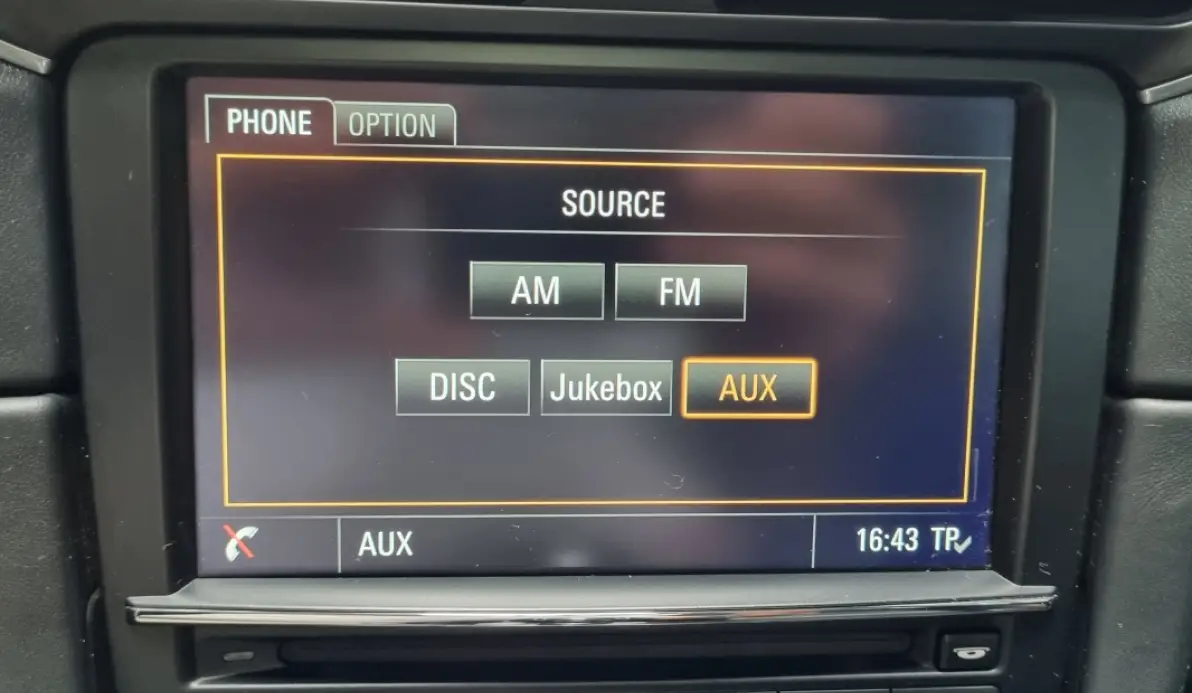 PHONE OPTION
SOURCE
AM FM
DISC Jukebox AUX
AUX 16:43 TP